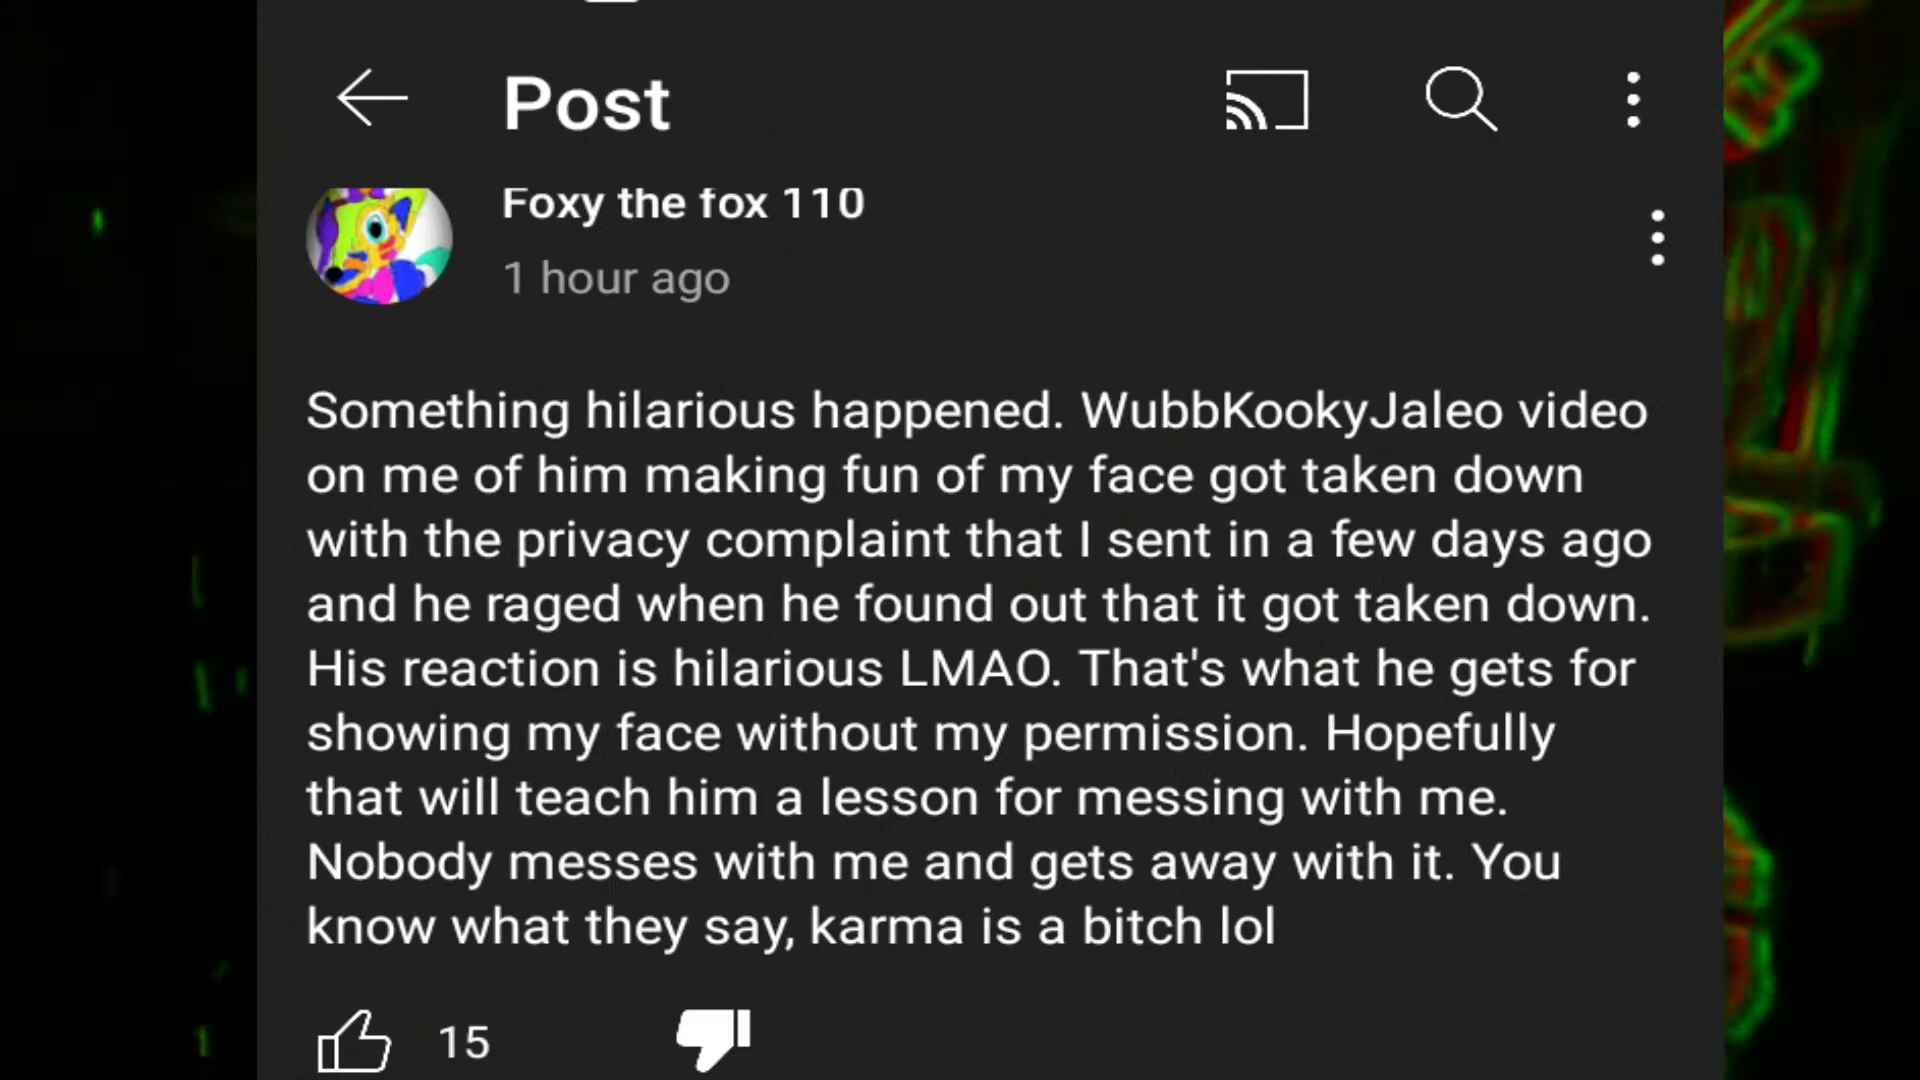 Post
Foxy the fox 110
1 hour ago
Something hilarious happened. WubbKookyJaleo video
on me of him making fun of my face got taken down
with the privacy complaint that I sent in a few days ago
and he raged when he found out that it got taken down.
His reaction is hilarious LMAO. That's what he gets for
showing my face without my permission. Hopefully
that will teach him a lesson for messing with me.
Nobody messes with me and gets away with it. You
know what they say, karma is a bitch lol
15